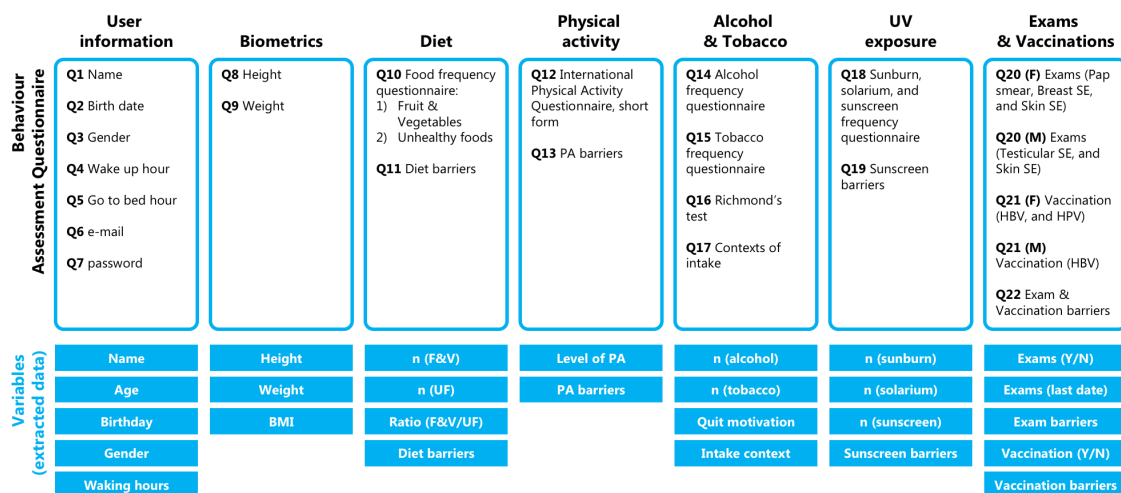 User
information
Biometrics
Diet
Physical
activity
Alcohol
& Tobacco
UV
exposure
Exams
& Vaccinations
Behaviour
Assessment Questionnaire
Q1 Name
Q2 Birth date
Q3 Gender
Q4 Wake up hour
Q5 Go to bed hour
Q6 e-mail
Q7 password
Q8 Height
Q9 Weight
Q10 Food frequency
questionnaire:
1) Fruit &
Vegetables
2) Unhealthy foods
Q11 Diet barriers
Q12 International
Physical Activity
Questionnaire, short
form
Q13 PA barriers
Q14 Alcohol
frequency
questionnaire
Q15 Tobacco
frequency
questionnaire
Q16 Richmond's
test
Q17 Contexts of
intake
Q18 Sunburn,
solarium, and
sunscreen
frequency
questionnaire
Q19 Sunscreen
barriers
Q20 (F) Exams (Pap
smear, Breast SE,
and Skin SE)
Q20 (M) Exams
(Testicular SE, and
Skin SE)
Q21 (F) Vaccination
(HBV, and HPV)
Q21 (M)
Vaccination (HBV)
Q22 Exam &
Vaccination barriers
Variables
(extracted data)
Name
Age
Birthday
Gender
Waking hours
Height
Weight
BMI
n (F&V)
n (UF)
Ratio (F&V/UF)
Diet barriers
Level of PA
PA barriers
n (alcohol)
n (tobacco)
Quit motivation
Intake context
n (sunburn)
n (solarium)
n (sunscreen)
Sunscreen barriers
Exams (Y/N)
Exams (last date)
Exam barriers
Vaccination (Y/N)
Vaccination barriers